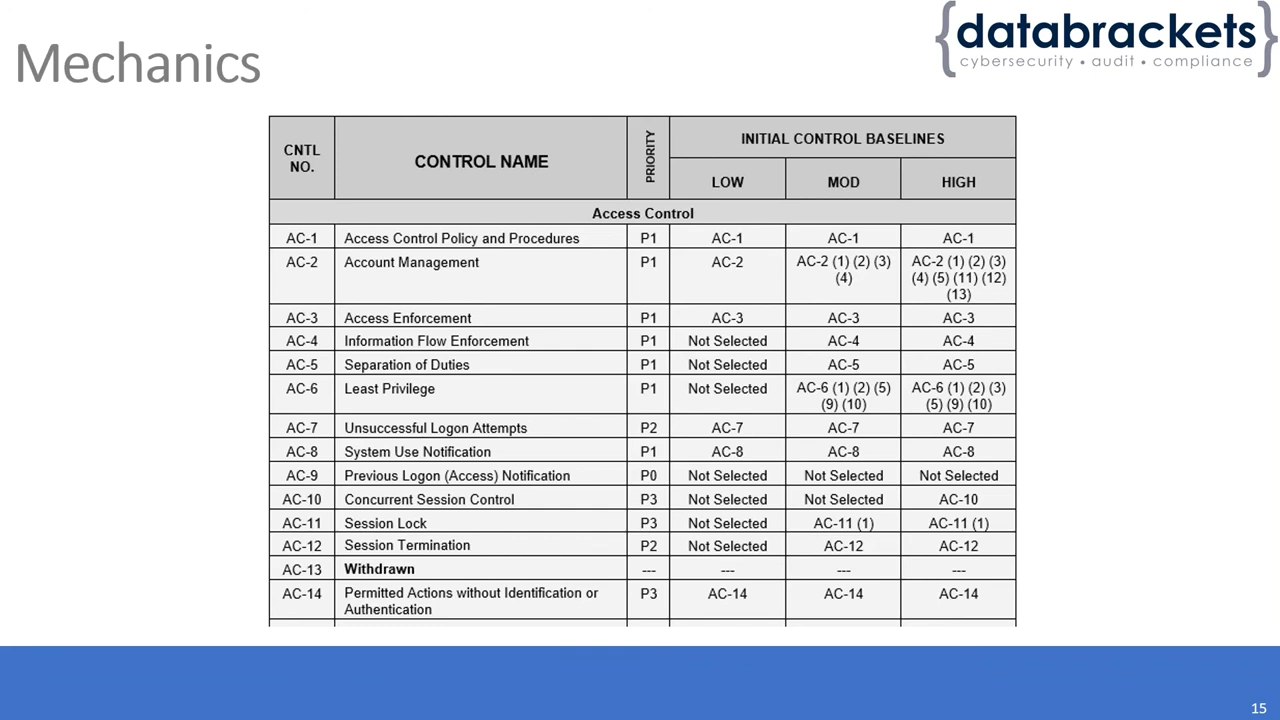 Mechanics
{databrackets}
cybersecurity • audit • compliance
CNTL NO. CONTROL NAME PRIORITY INITIAL CONTROL BASELINES
LOW MOD HIGH
Access Control
AC-1 Access Control Policy and Procedures P1 AC-1 AC-1 AC-1
AC-2 Account Management P1 AC-2 AC-2 (1) (2) (3) (4) AC-2 (1) (2) (3) (4) (5) (11) (12) (13)
AC-3 Access Enforcement P1 AC-3 AC-3 AC-3
AC-4 Information Flow Enforcement P1 Not Selected AC-4 AC-4
AC-5 Separation of Duties P1 Not Selected AC-5 AC-5
AC-6 Least Privilege P1 Not Selected AC-6 (1) (2) (5) (9) (10) AC-6 (1) (2) (3) (5) (9) (10)
AC-7 Unsuccessful Logon Attempts P2 AC-7 AC-7 AC-7
AC-8 System Use Notification P1 AC-8 AC-8 AC-8
AC-9 Previous Logon (Access) Notification P0 Not Selected Not Selected Not Selected
AC-10 Concurrent Session Control P3 Not Selected Not Selected AC-10
AC-11 Session Lock P3 Not Selected AC-11 (1) AC-11 (1)
AC-12 Session Termination P2 Not Selected AC-12 AC-12
AC-13 Withdrawn --- --- --- ---
AC-14 Permitted Actions without Identification or Authentication P3 AC-14 AC-14 AC-14
15